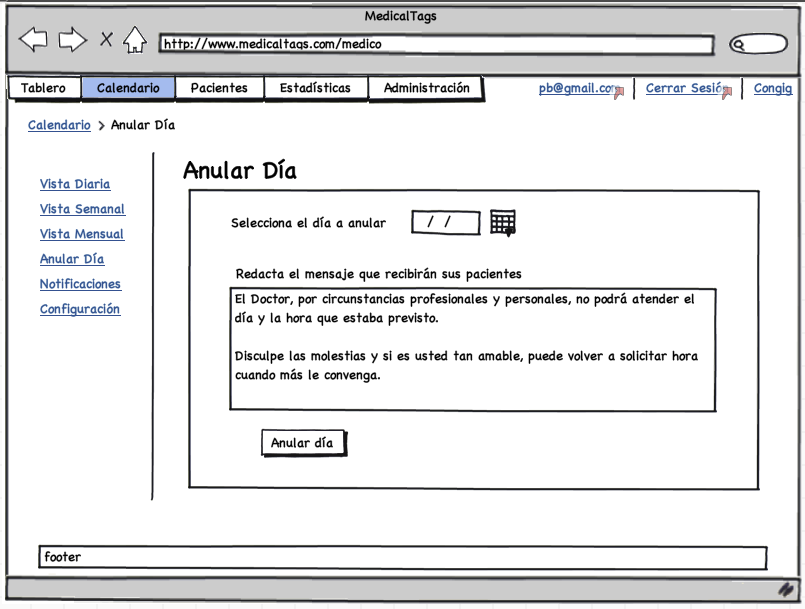 MedicalTags
http://www.medicaltags.com/medico
Tablero Calendario Pacientes Estadísticas Administración pb@gmail.com Cerrar Sesión Congig
Calendario > Anular Día
Anular Día
Vista Diaria
Vista Semanal
Vista Mensual
Anular Día
Notificaciones
Configuración
Selecciona el día a anular / /
Redacta el mensaje que recibirán sus pacientes
El Doctor, por circunstancias profesionales y personales, no podrá atender el
día y la hora que estaba previsto.
Disculpe las molestias y si es usted tan amable, puede volver a solicitar hora
cuando más le convenga.
Anular día
footer